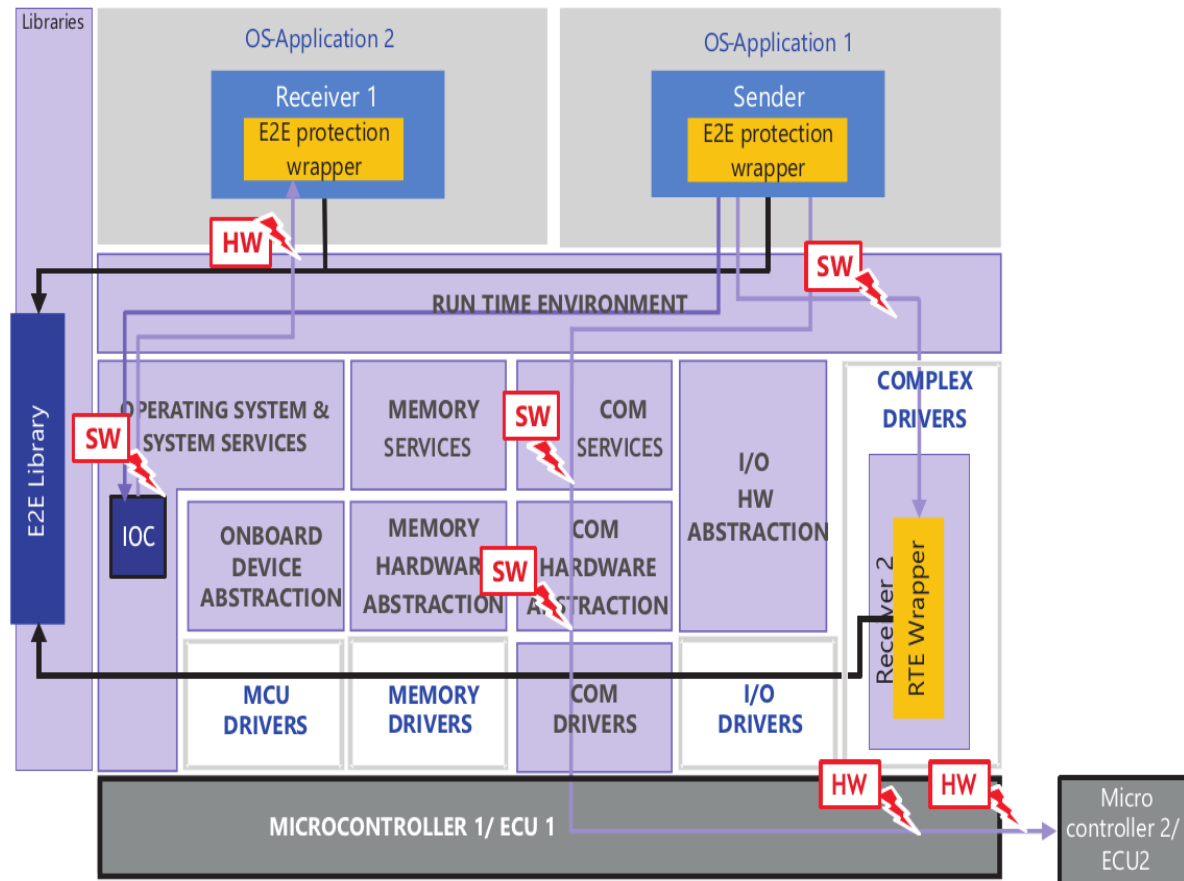 Libraries
OS-Application 2
OS-Application 1
Receiver 1
E2E protection
wrapper
Sender
E2E protection
wrapper
HW
SW
RUN TIME ENVIRONMENT
E2E Library
OPERATING SYSTEM &
SYSTEM SERVICES
SW
IOC
MEMORY
SERVICES
SW
COM
SERVICES
I/O
HW
ABSTRACTION
COMPLEX
DRIVERS
ONBOARD
DEVICE
ABSTRACTION
MEMORY
HARDWARE
ABSTRACTION
SW
COM
HARDWARE
ABSTRACTION
Receiver 2
RTE Wrapper
MCU
DRIVERS
MEMORY
DRIVERS
COM
DRIVERS
I/O
DRIVERS
HW
HW
MICROCONTROLLER 1/ ECU 1
Micro
controller 2/
ECU2